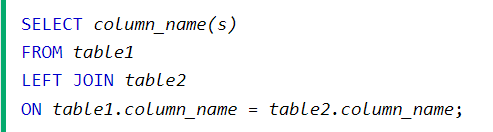 SELECT column_name(s)
FROM table1
LEFT JOIN table2
ON table1.column_name = table2.column_name;